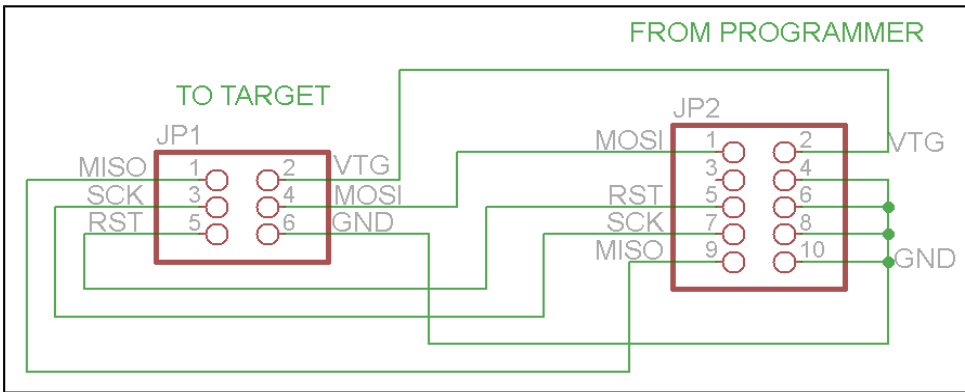 FROM PROGRAMMER
TO TARGET
JP1
MISO 1 2 VTG
SCK 3 4 MOSI
RST 5 6 GND
JP2
MOSI 1 2 VTG
3 4
RST 5 6
SCK 7 8
MISO 9 10 GND